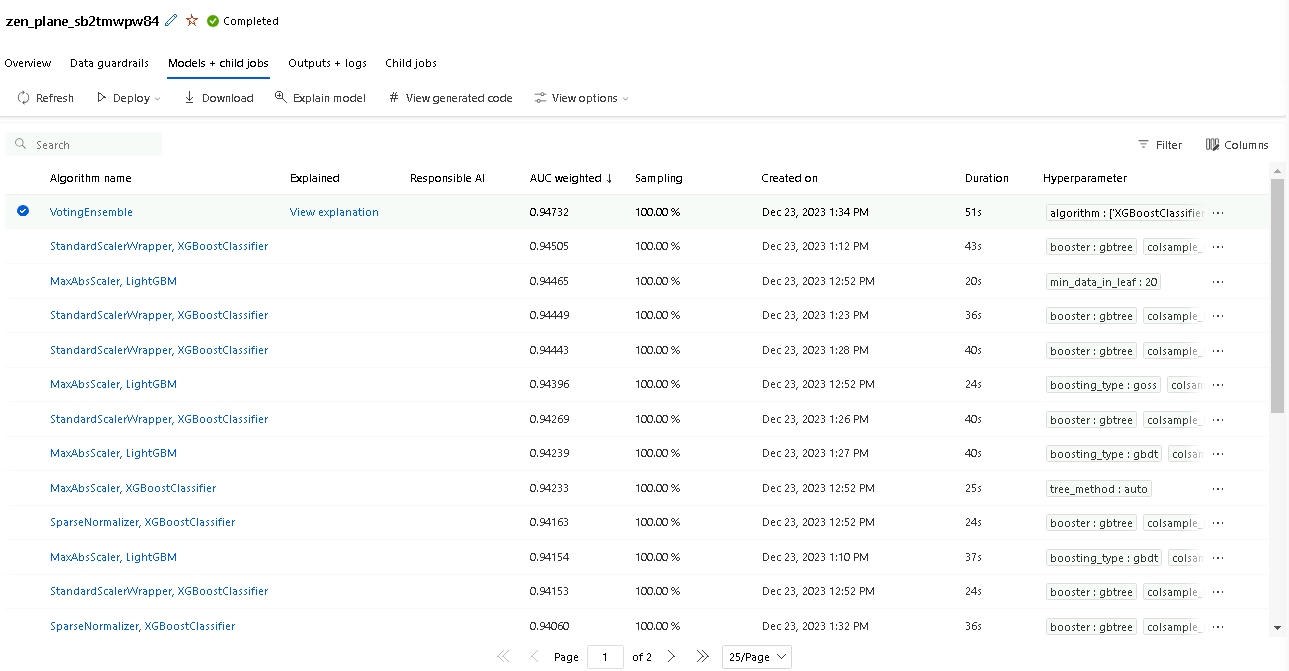 zen_plane_sb2tmwpw84 Completed
Overview Data guardrails Models + child jobs Outputs + logs Child jobs
Refresh Deploy Download Explain model View generated code View options
Search Filter Columns
Algorithm name Explained Responsible AI AUC weighted ↓ Sampling Created on Duration Hyperparameter
VotingEnsemble View explanation 0.94732 100.00 % Dec 23, 2023 1:34 PM 51s algorithm : ['XGBoostClassifier ...
StandardScalerWrapper, XGBoostClassifier 0.94505 100.00 % Dec 23, 2023 1:12 PM 43s booster : gbtree colsample_ ...
MaxAbsScaler, LightGBM 0.94465 100.00 % Dec 23, 2023 12:52 PM 20s min_data_in_leaf : 20 ...
StandardScalerWrapper, XGBoostClassifier 0.94449 100.00 % Dec 23, 2023 1:23 PM 36s booster : gbtree colsample_ ...
StandardScalerWrapper, XGBoostClassifier 0.94443 100.00 % Dec 23, 2023 1:28 PM 40s booster : gbtree colsample_ ...
MaxAbsScaler, LightGBM 0.94396 100.00 % Dec 23, 2023 12:52 PM 24s boosting_type : goss colsam ...
StandardScalerWrapper, XGBoostClassifier 0.94269 100.00 % Dec 23, 2023 1:26 PM 40s booster : gbtree colsample_ ...
MaxAbsScaler, LightGBM 0.94239 100.00 % Dec 23, 2023 1:27 PM 40s boosting_type : gbdt colsam ...
MaxAbsScaler, XGBoostClassifier 0.94233 100.00 % Dec 23, 2023 12:52 PM 25s tree_method : auto ...
SparseNormalizer, XGBoostClassifier 0.94163 100.00 % Dec 23, 2023 12:52 PM 24s booster : gbtree colsample_ ...
MaxAbsScaler, LightGBM 0.94154 100.00 % Dec 23, 2023 1:10 PM 37s boosting_type : gbdt colsam ...
StandardScalerWrapper, XGBoostClassifier 0.94153 100.00 % Dec 23, 2023 12:52 PM 24s booster : gbtree colsample_ ...
SparseNormalizer, XGBoostClassifier 0.94060 100.00 % Dec 23, 2023 1:32 PM 36s booster : gbtree colsample_ ...
Page 1 of 2 25/Page